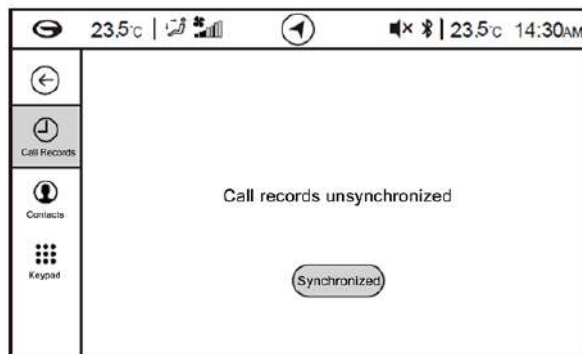 23.5°C | | 23.5°C 14:30AM
Call Records
Contacts
Keypad
Call records unsynchronized
Synchronized